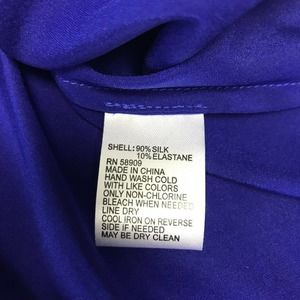 SHELL: 90% SILK
10% ELASTANE
RN 58909
MADE IN CHINA
HAND WASH COLD
WITH LIKE COLORS
ONLY NON-CHLORINE
BLEACH WHEN NEEDED
LINE DRY
COOL IRON ON REVERSE
SIDE IF NEEDED
MAY BE DRY CLEAN